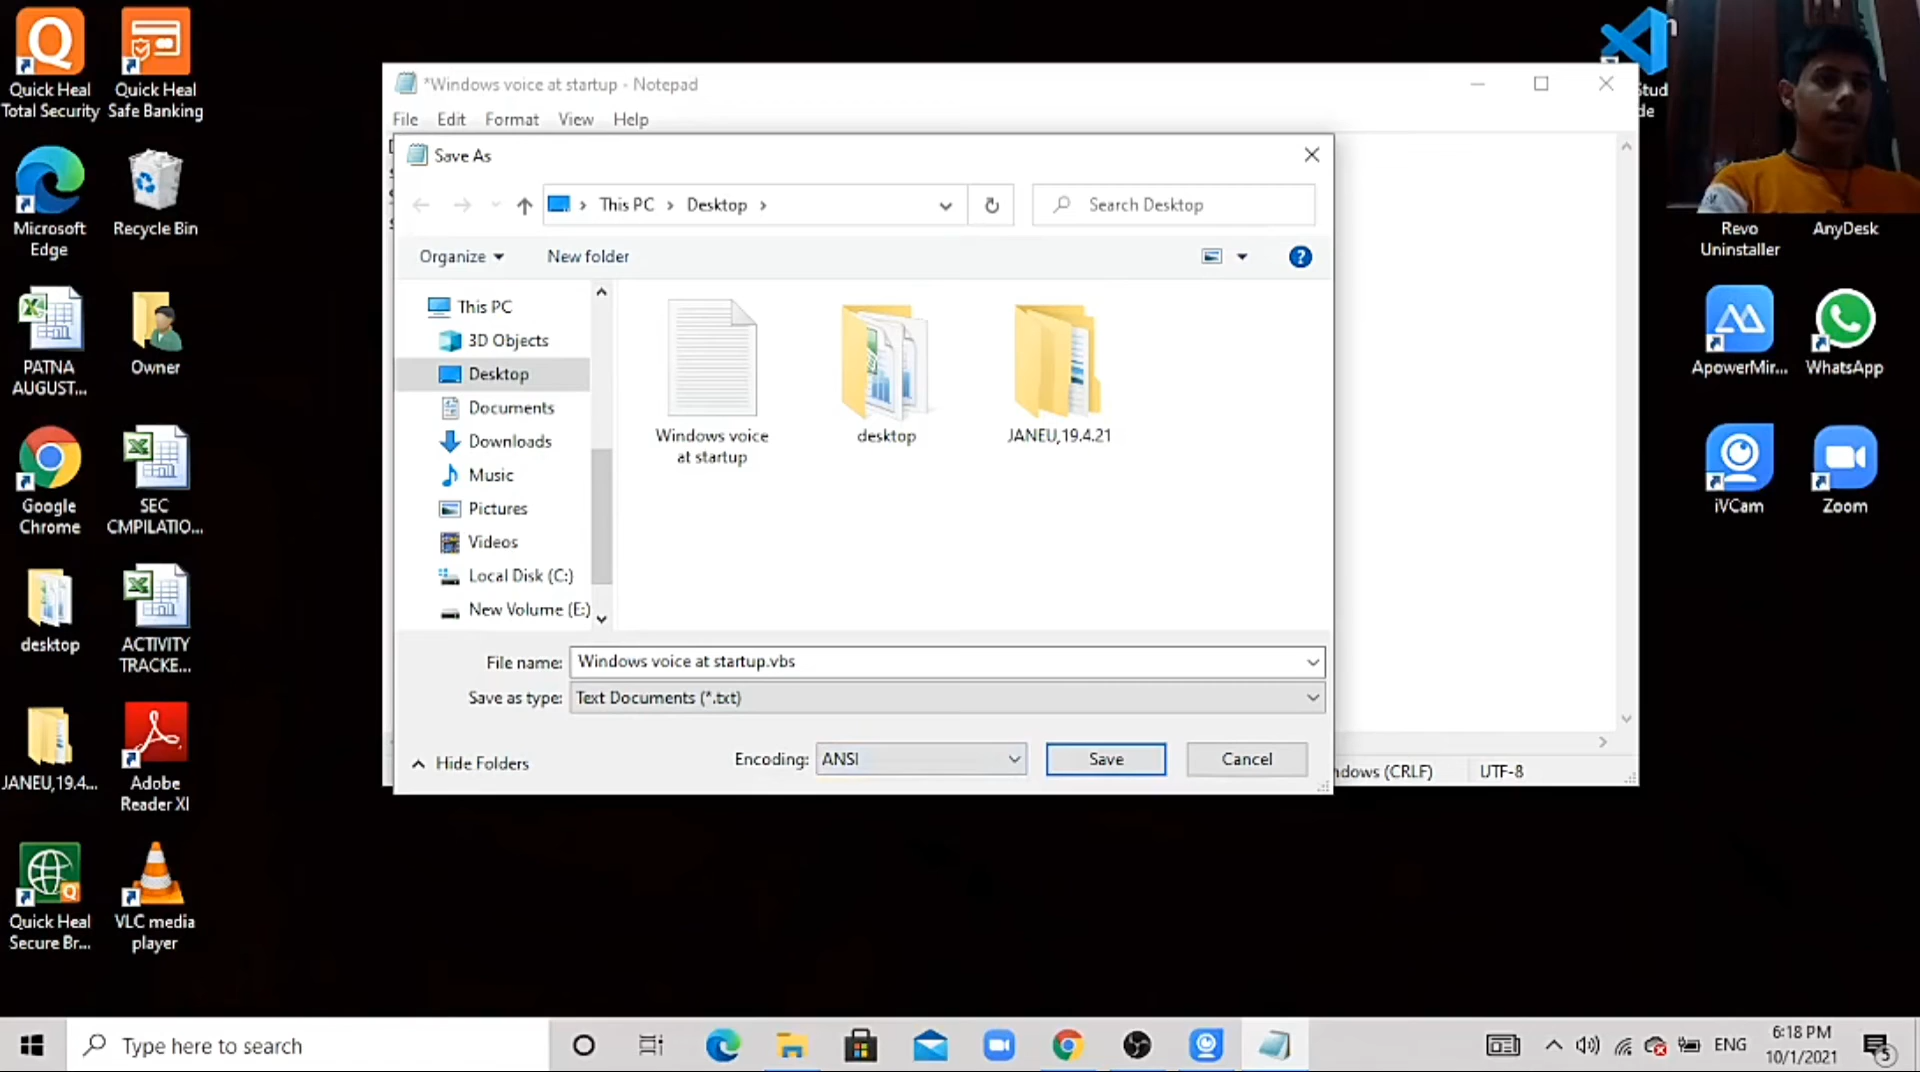 Quick Heal
Total Security
Quick Heal
Safe Banking
Microsoft
Edge
Recycle Bin
PATNA
AUGUST...
Owner
Google
Chrome
SEC
CMPILATIO...
desktop
ACTIVITY
TRACKE...
JANEU,19.4...
Adobe
Reader XI
Quick Heal
Secure Br...
VLC media
player
*Windows voice at startup - Notepad
File Edit Format View Help
Save As
This PC > Desktop >
Search Desktop
Organize
New folder
?
This PC
3D Objects
Desktop
Documents
Downloads
Music
Pictures
Videos
Local Disk (C:)
New Volume (E:)
Windows voice
at startup
desktop
JANEU,19.4.21
File name: Windows voice at startup.vbs
Save as type: Text Documents (*.txt)
Hide Folders
Encoding: ANSI
Save
Cancel
ndows (CRLF)
UTF-8
Stud
de
Revo
Uninstaller
AnyDesk
ApowerMir...
WhatsApp
iVCam
Zoom
Type here to search
ENG
6:18 PM
10/1/2021
5